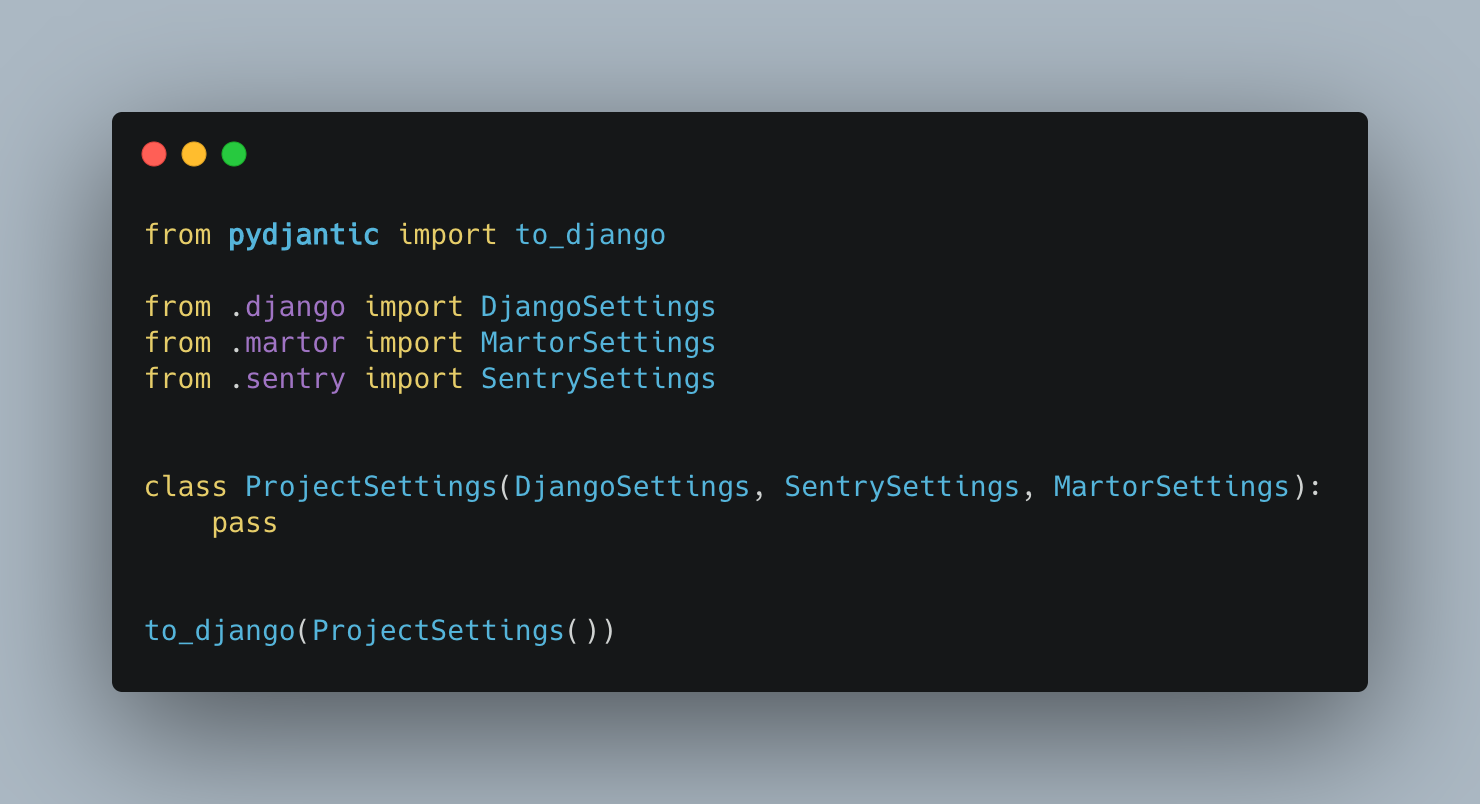 from pydjantic import to_django
from .django import DjangoSettings
from .martor import MartorSettings
from .sentry import SentrySettings
class ProjectSettings(DjangoSettings, SentrySettings, MartorSettings):
    pass
to_django(ProjectSettings())